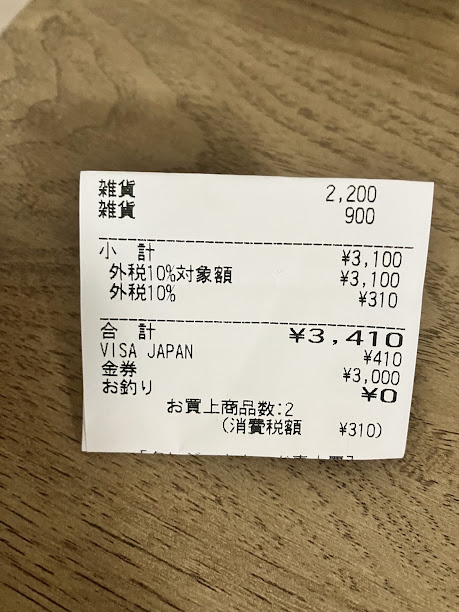 雑貨 2,200
雑貨 900
小 計 ¥3,100
外税10%対象額 ¥3,100
外税10% ¥310
合 計 ¥3,410
VISA JAPAN ¥410
金券 ¥3,000
お釣り ¥0
お買上商品数:2
(消費税額 ¥310)